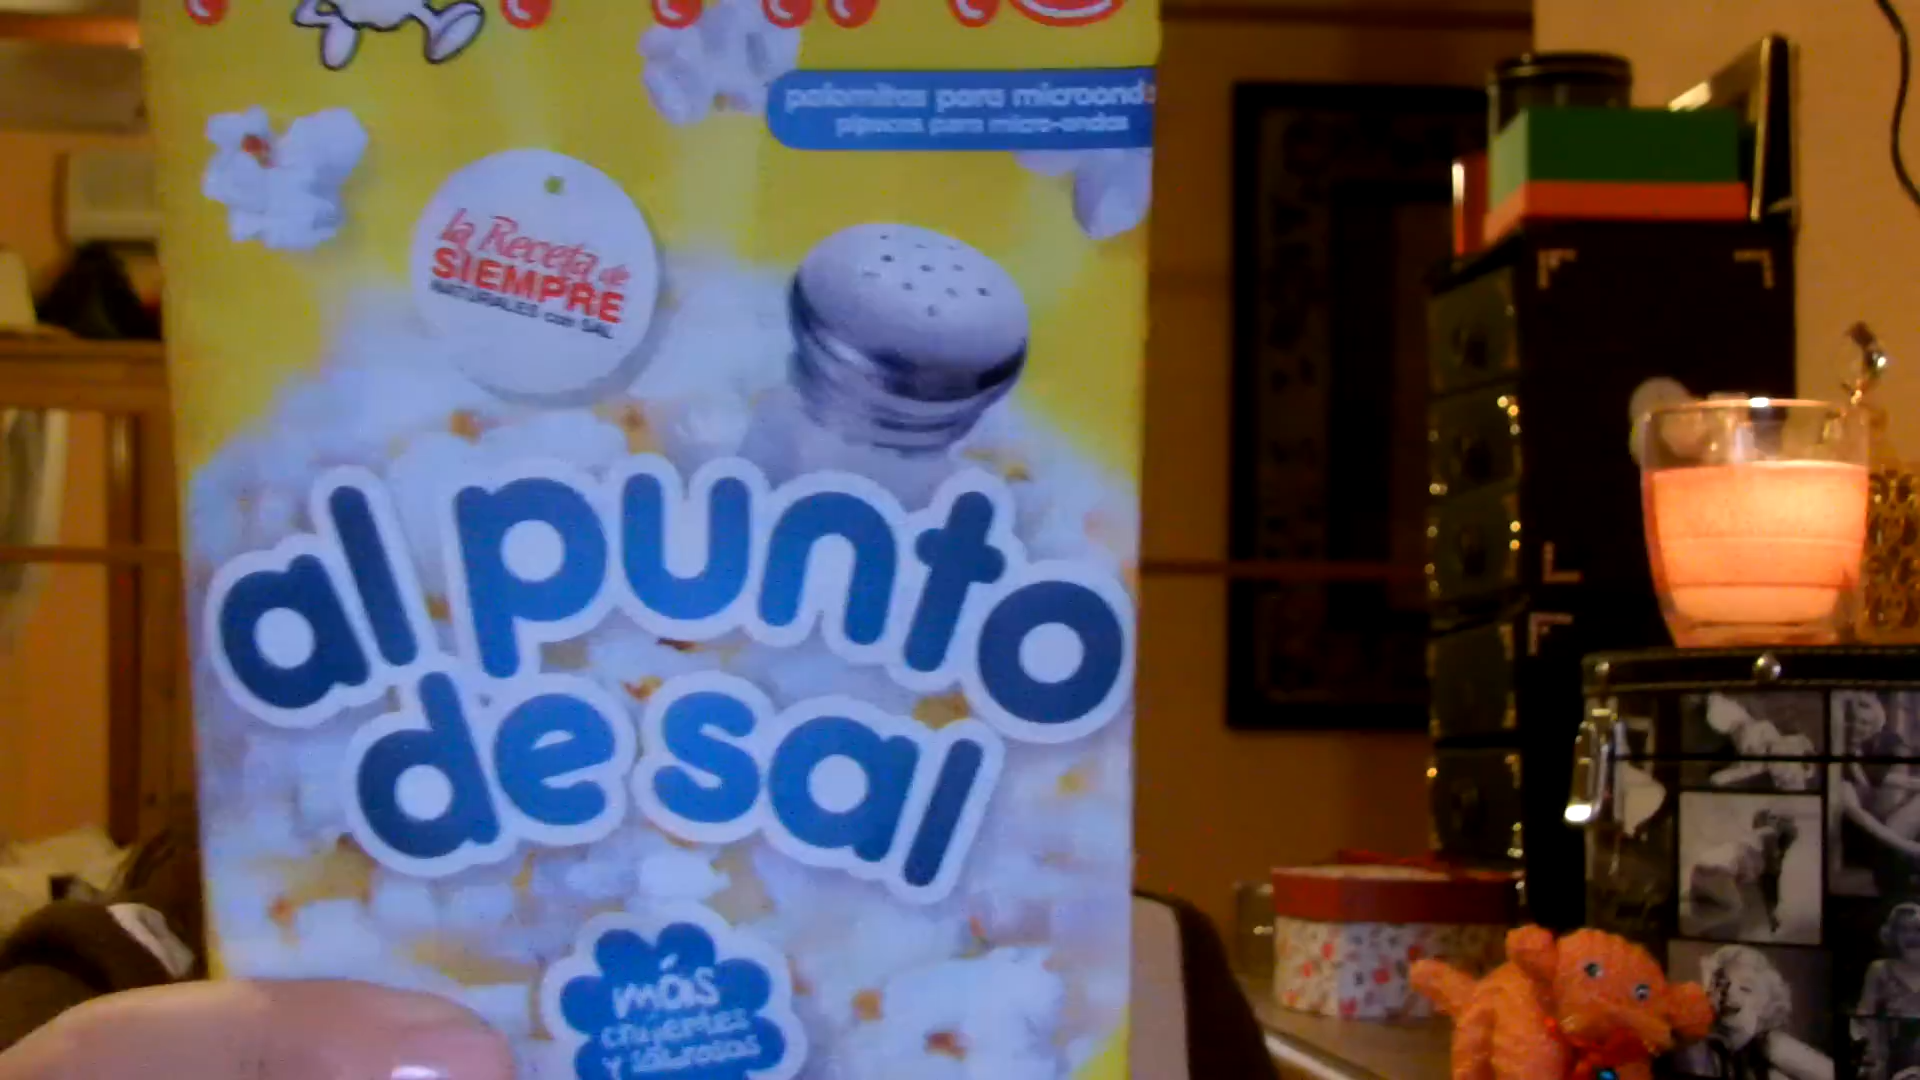 palomitas para microond
pipocas para micro-ondas
la Receta de
SIEMPRE
NATURALES con SAL
al punto
de sal
más
crujientes
y sabrosas